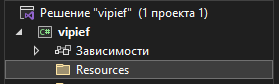 Решение "vipief" (1 проекта 1)
C# vipief
Зависимости
Resources